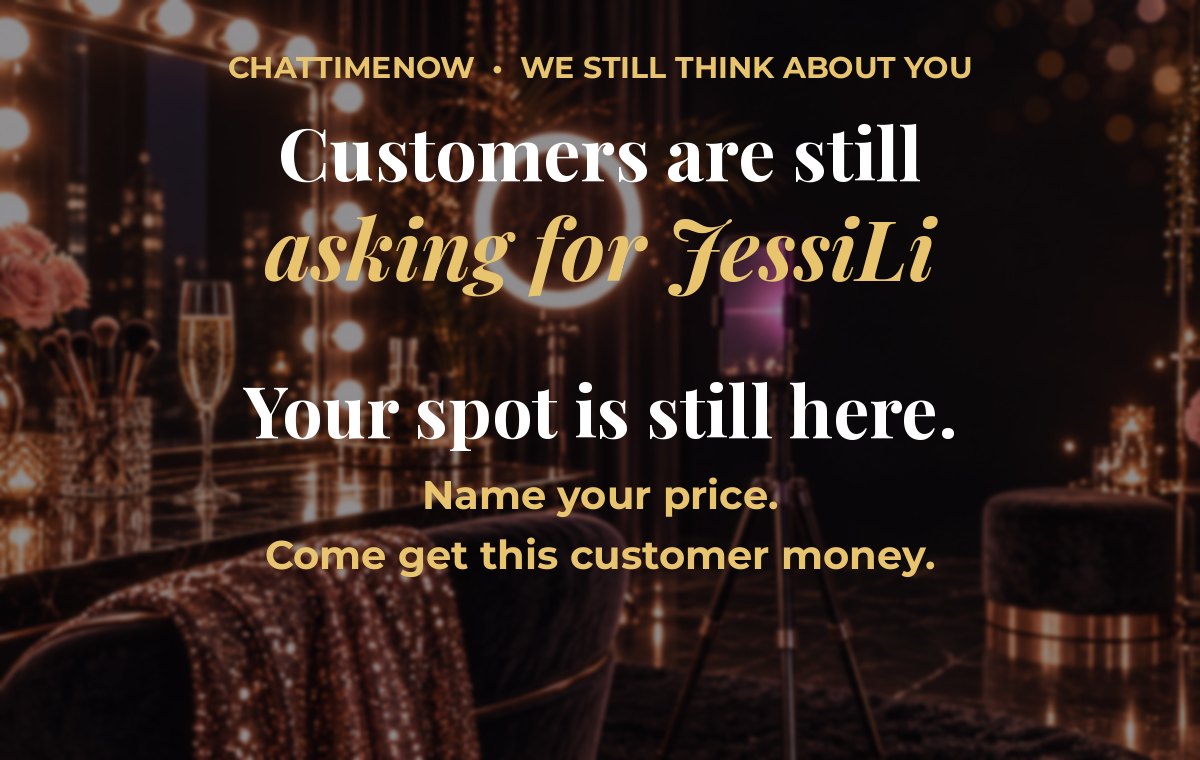 CHATTIMENOW • WE STILL THINK ABOUT YOU
Customers are still
asking for JessiLi
Your spot is still here.
Name your price.
Come get this customer money.